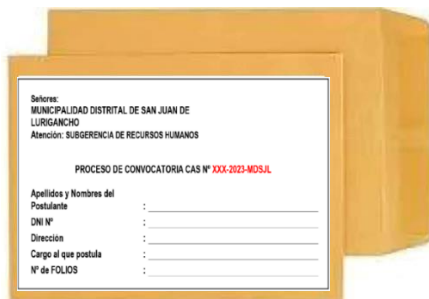 Señores:
MUNICIPALIDAD DISTRITAL DE SAN JUAN DE
LURIGANCHO
Atención: SUBGERENCIA DE RECURSOS HUMANOS
PROCESO DE CONVOCATORIA CAS N° XXX-2023-MDSJL
Apellidos y Nombres del
Postulante :
DNI N° :
Dirección :
Cargo al que postula :
N° de FOLIOS :